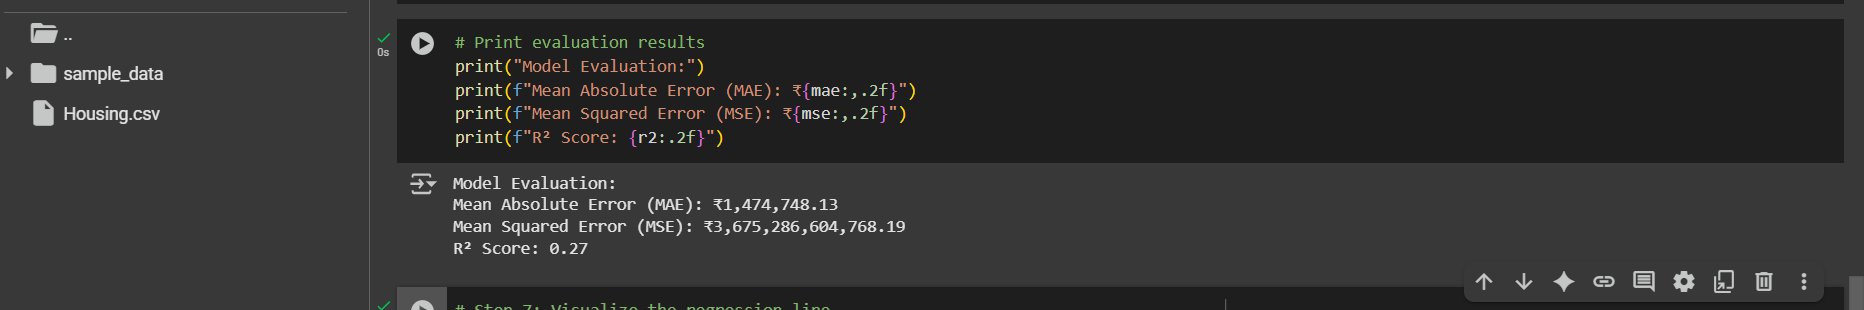 ..
sample_data
Housing.csv
0s
# Print evaluation results
print("Model Evaluation:")
print(f"Mean Absolute Error (MAE): ₹{mae:,.2f}")
print(f"Mean Squared Error (MSE): ₹{mse:,.2f}")
print(f"R² Score: {r2:.2f}")
Model Evaluation:
Mean Absolute Error (MAE): ₹1,474,748.13
Mean Squared Error (MSE): ₹3,675,286,604,768.19
R² Score: 0.27
# Step 7: Visualize the regression line